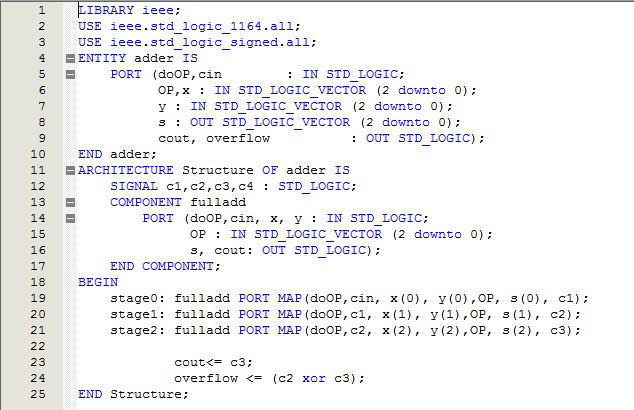 1 LIBRARY ieee;
2 USE ieee.std_logic_1164.all;
3 USE ieee.std_logic_signed.all;
4 ENTITY adder IS
5 PORT (doOP,cin : IN STD_LOGIC;
6 OP,x : IN STD_LOGIC_VECTOR (2 downto 0);
7 y : IN STD_LOGIC_VECTOR (2 downto 0);
8 s : OUT STD_LOGIC_VECTOR (2 downto 0);
9 cout, overflow : OUT STD_LOGIC);
10 END adder;
11 ARCHITECTURE Structure OF adder IS
12 SIGNAL c1,c2,c3,c4 : STD_LOGIC;
13 COMPONENT fulladd
14 PORT (doOP,cin, x, y : IN STD_LOGIC;
15 OP : IN STD_LOGIC_VECTOR (2 downto 0);
16 s, cout: OUT STD_LOGIC);
17 END COMPONENT;
18 BEGIN
19 stage0: fulladd PORT MAP(doOP,cin, x(0), y(0),OP, s(0), c1);
20 stage1: fulladd PORT MAP(doOP,c1, x(1), y(1),OP, s(1), c2);
21 stage2: fulladd PORT MAP(doOP,c2, x(2), y(2),OP, s(2), c3);
22
23 cout<= c3;
24 overflow <= (c2 xor c3);
25 END Structure;